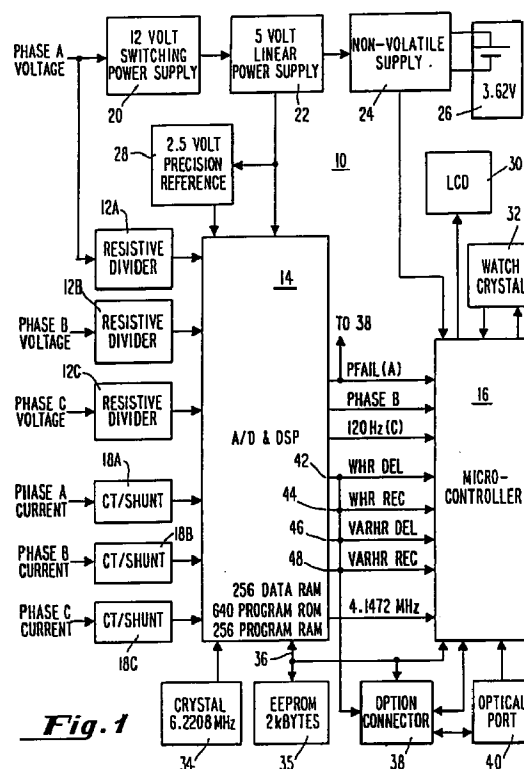 PHASE A
VOLTAGE
12 VOLT
SWITCHING
POWER SUPPLY
20
5 VOLT
LINEAR
POWER SUPPLY
22
NON-VOLATILE
SUPPLY
24
3.62V
26
28
2.5 VOLT
PRECISION
REFERENCE
10
LCD
30
32
WATCH
CRYSTAL
12A
RESISTIVE
DIVIDER
12B
PHASE B
VOLTAGE
RESISTIVE
DIVIDER
12C
PHASE C
VOLTAGE
RESISTIVE
DIVIDER
18A
PHASE A
CURRENT
CT/SHUNT
18B
PHASE B
CURRENT
CT/SHUNT
PHASE C
CURRENT
CT/SHUNT
18C
14
A/D & DSP
256 DATA RAM
640 PROGRAM ROM
256 PROGRAM RAM
TO 38
PFAIL(A)
PHASE B
120Hz(C)
42
WHR DEL
44
WHR REC
46
VARHR DEL
48
VARHR REC
4.1472 MHz
16
MICRO-
CONTROLLER
36
CRYSTAL
6.2208MHz
34
EEPROM
2kBYTES
35
OPTION
CONNECTOR
38
OPTICAL
PORT
40
Fig.1